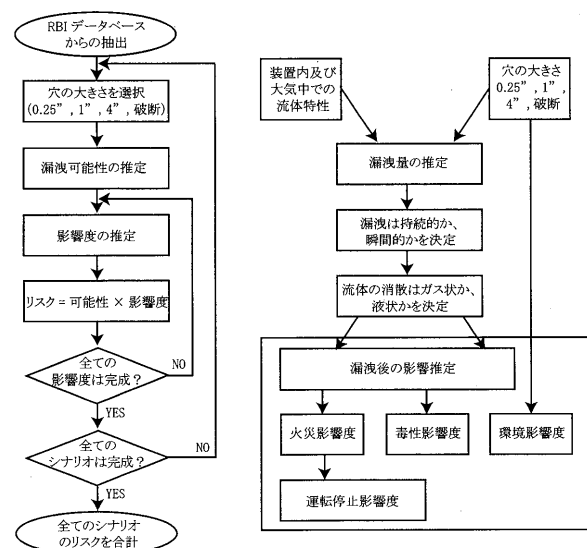 RBI データベース
からの抽出
穴の大きさを選択
(0.25”, 1”, 4”, 破断)
漏洩可能性の推定
影響度の推定
リスク = 可能性 × 影響度
全ての
影響度は完成？
NO
YES
全ての
シナリオは完成？
NO
YES
全てのシナリオ
のリスクを合計
装置内及び
大気中での
流体特性
穴の大きさ
0.25”, 1”
4”, 破断
漏洩量の推定
漏洩は持続的か、
瞬間的かを決定
流体の消散はガス状か、
液状かを決定
漏洩後の影響推定
火災影響度
毒性影響度
環境影響度
運転停止影響度